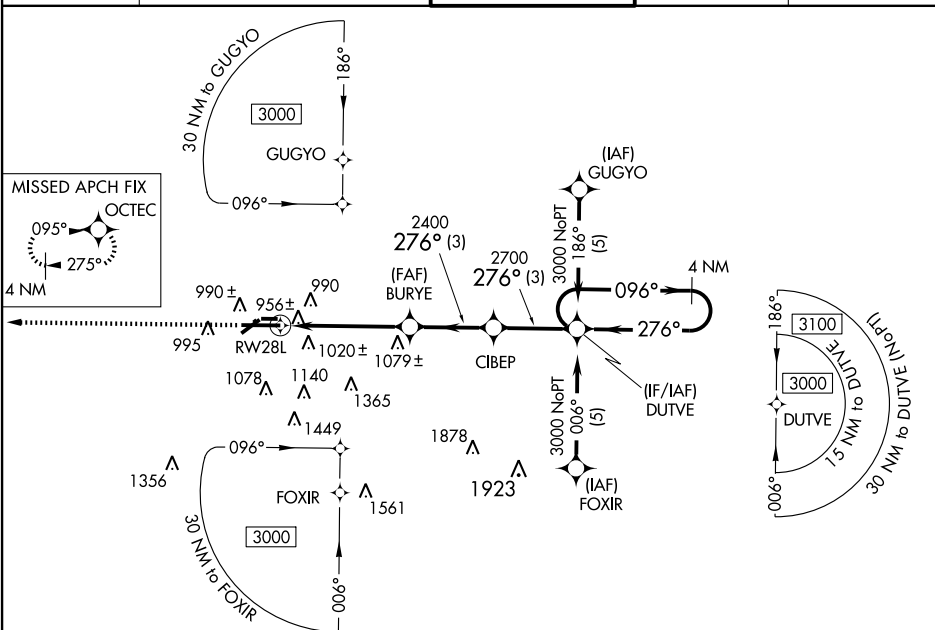 30 NM to GUGYO
186°
3000
GUGYO
096°
MISSED APCH FIX
OCTEC
095°
275°
4 NM
(IAF)
GUGYO
3000 NoPT
186°
(5)
2400
276° (3)
2700
276° (3)
(FAF)
BURYE
CIBEP
4 NM
096°
276°
(IF/IAF)
DUTVE
3000 NoPT
006°
(5)
(IAF)
FOXIR
990±
956±
990
995
RW28L
1020±
1079±
1078
1140
1365
1449
1878
1923
1356
1561
096°
FOXIR
3000
30 NM to FOXIR
006°
186°
3100
3000
DUTVE
15 NM to DUTVE
30 NM to DUTVE (NoPT)
006°